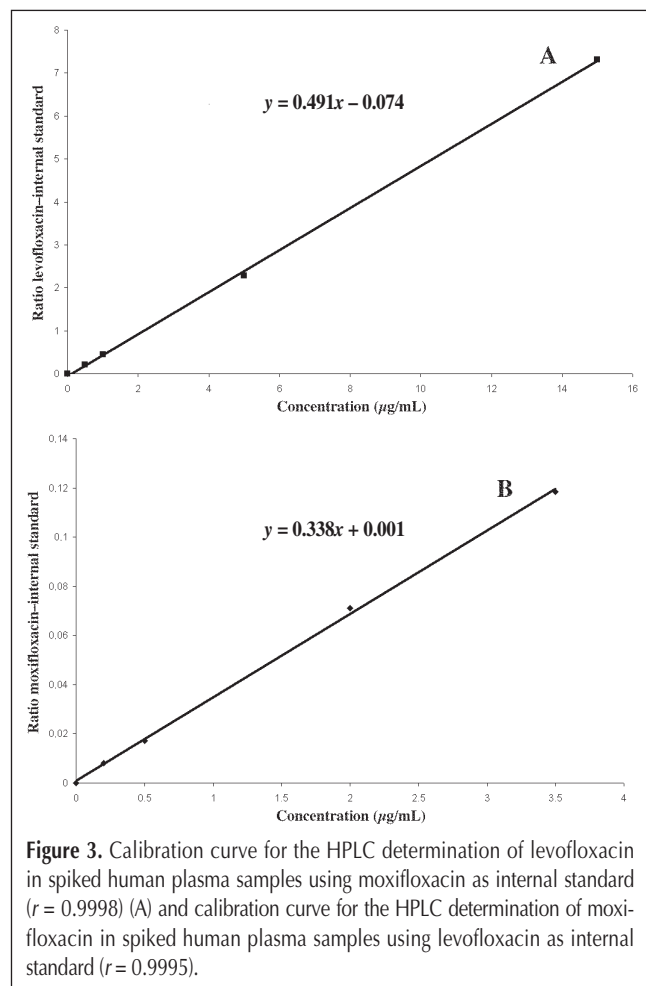 8
7
6
5
4
3
2
1
0
Ratio levofloxacin–internal standard
A
y = 0.491x – 0.074
0 2 4 6 8 10 12 14 16
Concentration (µg/mL)
0,14
0,12
0,1
0,08
0,06
0,04
0,02
0
Ratio moxifloxacin–internal standard
B
y = 0.338x + 0.001
0 0.5 1 1.5 2 2.5 3 3.5 4
Concentration (µg/mL)
Figure 3. Calibration curve for the HPLC determination of levofloxacin
in spiked human plasma samples using moxifloxacin as internal standard
(r = 0.9998) (A) and calibration curve for the HPLC determination of moxi-
floxacin in spiked human plasma samples using levofloxacin as internal
standard (r = 0.9995).